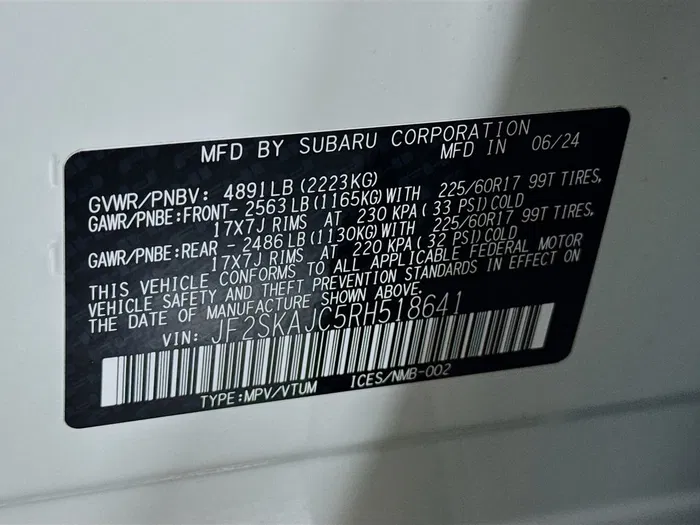 MFD BY SUBARU CORPORATION
MFD IN 06/24
GVWR/PNBV: 4891LB(2223KG)
GAWR/PNBE:FRONT- 2563LB(1165KG)WITH 225/60R17 99T TIRES,
17X7J RIMS AT 230 KPA(33 PSI)COLD
GAWR/PNBE:REAR - 2486LB(1130KG)WITH 225/60R17 99T TIRES,
17X7J RIMS AT 220 KPA(32 PSI)COLD
THIS VEHICLE CONFORMS TO ALL APPLICABLE FEDERAL MOTOR
VEHICLE SAFETY AND THEFT PREVENTION STANDARDS IN EFFECT ON
THE DATE OF MANUFACTURE SHOWN ABOVE.
VIN: JF2SKAJC5RH518641
TYPE:MPV/VTUM ICES/NMB-002